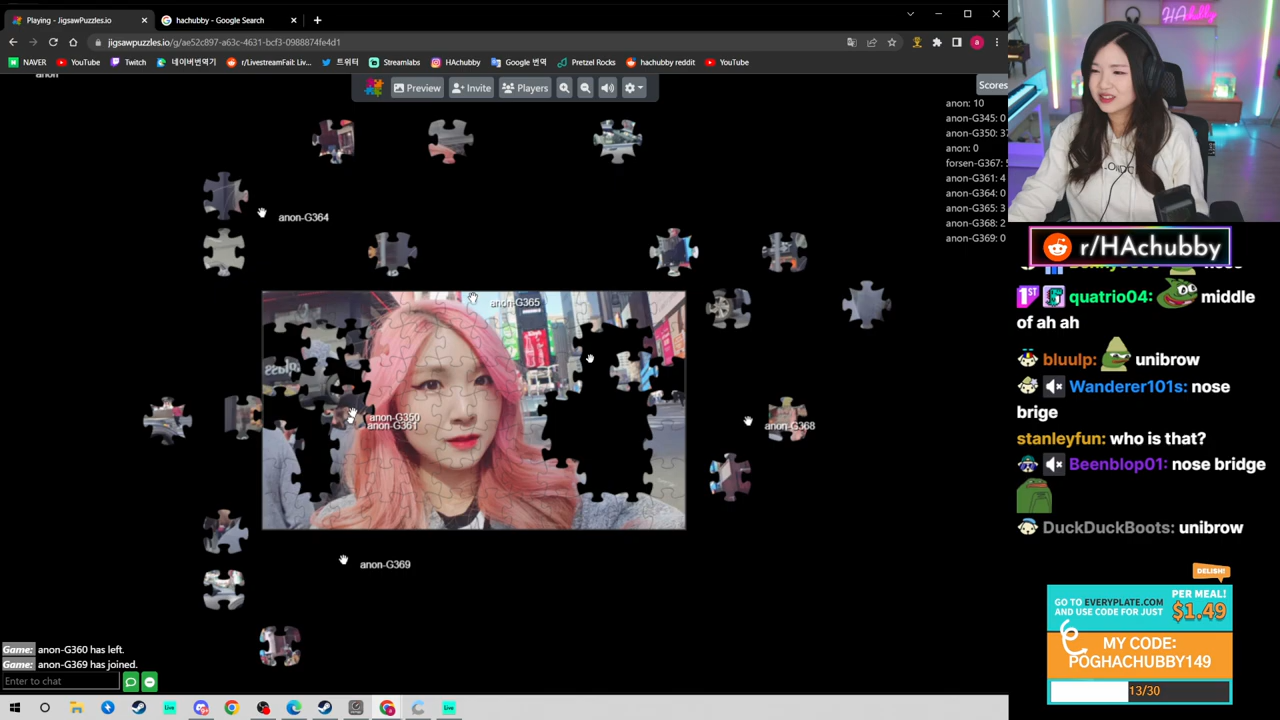 Playing - JigsawPuzzles.io
hachubby - Google Search
jigsawpuzzles.io/g/ae52c897-a63c-4631-bcf3-0988874fe4d1
NAVER YouTube Twitch 네이버번역기 r/LivestreamFail: Liv... 트위터 Streamlabs HAchubby Google 번역 Pretzel Rocks hachubby reddit YouTube
anon
Preview Invite Players
Scores
anon: 10
anon-G345: 0
anon-G350: 37
anon: 0
forsen-G367: 5
anon-G361: 4
anon-G364: 0
anon-G365: 3
anon-G368: 2
anon-G369: 0
anon-G364
anon-G365
anon-G350
anon-G361
anon-G368
anon-G369
Game: anon-G360 has left.
Game: anon-G369 has joined.
Enter to chat
r/HAchubby
quatrio04: middle
of ah ah
bluulp: unibrow
Wanderer101s: nose
brige
stanleyfun: who is that?
Beenblop01: nose bridge
DuckDuckBoots: unibrow
DELISH!
GO TO EVERYPLATE.COM
AND USE CODE FOR JUST
PER MEAL!
$1.49
MY CODE:
POGHACHUBBY149
13/30